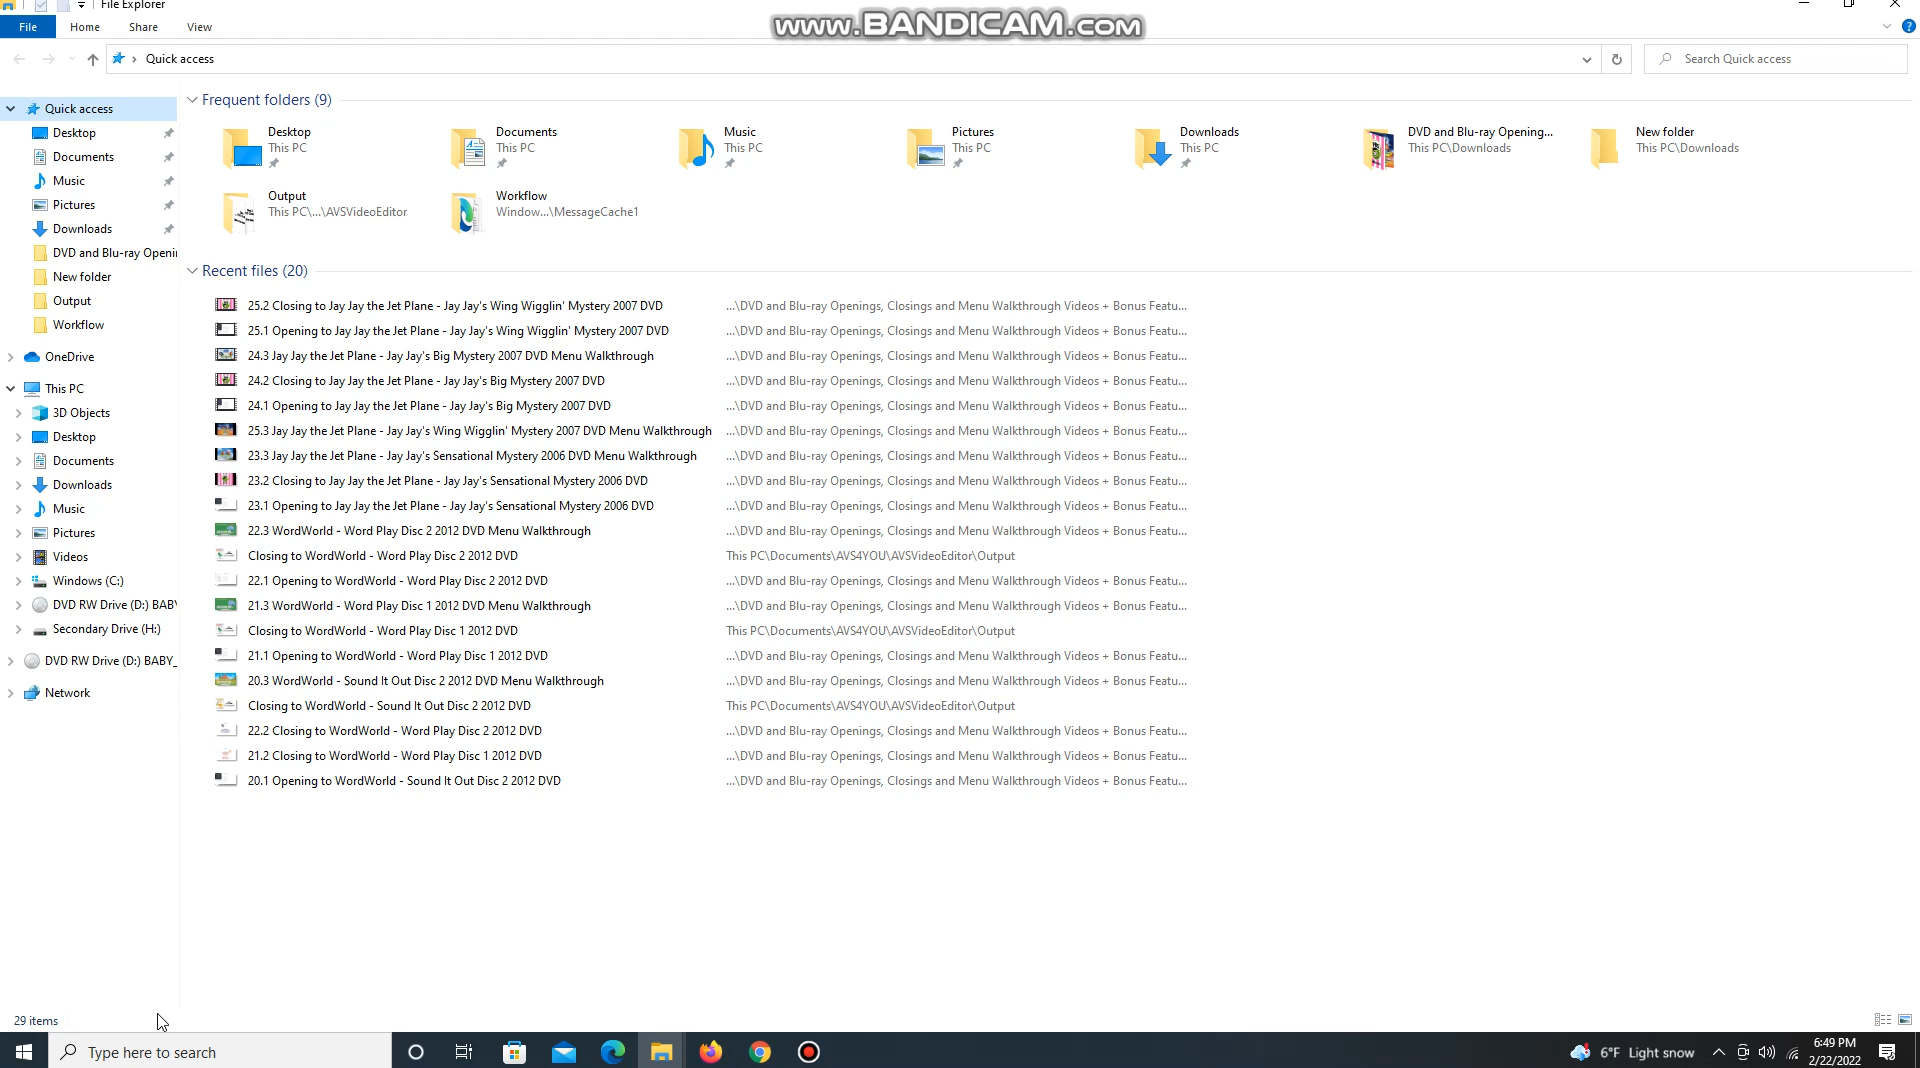 File Explorer
www.BANDICAM.com
File Home Share View
Quick access
Search Quick access
Quick access
Desktop
Documents
Music
Pictures
Downloads
DVD and Blu-ray Openi
New folder
Output
Workflow
OneDrive
This PC
3D Objects
Desktop
Documents
Downloads
Music
Pictures
Videos
Windows (C:)
DVD RW Drive (D:) BABY
Secondary Drive (H:)
DVD RW Drive (D:) BABY_
Network
Frequent folders (9)
Desktop
This PC
Documents
This PC
Music
This PC
Pictures
This PC
Downloads
This PC
DVD and Blu-ray Opening...
This PC\Downloads
New folder
This PC\Downloads
Output
This PC\...\AVSVideoEditor
Workflow
Window...\MessageCache1
Recent files (20)
25.2 Closing to Jay Jay the Jet Plane - Jay Jay's Wing Wigglin' Mystery 2007 DVD ...\DVD and Blu-ray Openings, Closings and Menu Walkthrough Videos + Bonus Featu...
25.1 Opening to Jay Jay the Jet Plane - Jay Jay's Wing Wigglin' Mystery 2007 DVD ...\DVD and Blu-ray Openings, Closings and Menu Walkthrough Videos + Bonus Featu...
24.3 Jay Jay the Jet Plane - Jay Jay's Big Mystery 2007 DVD Menu Walkthrough ...\DVD and Blu-ray Openings, Closings and Menu Walkthrough Videos + Bonus Featu...
24.2 Closing to Jay Jay the Jet Plane - Jay Jay's Big Mystery 2007 DVD ...\DVD and Blu-ray Openings, Closings and Menu Walkthrough Videos + Bonus Featu...
24.1 Opening to Jay Jay the Jet Plane - Jay Jay's Big Mystery 2007 DVD ...\DVD and Blu-ray Openings, Closings and Menu Walkthrough Videos + Bonus Featu...
25.3 Jay Jay the Jet Plane - Jay Jay's Wing Wigglin' Mystery 2007 DVD Menu Walkthrough ...\DVD and Blu-ray Openings, Closings and Menu Walkthrough Videos + Bonus Featu...
23.3 Jay Jay the Jet Plane - Jay Jay's Sensational Mystery 2006 DVD Menu Walkthrough ...\DVD and Blu-ray Openings, Closings and Menu Walkthrough Videos + Bonus Featu...
23.2 Closing to Jay Jay the Jet Plane - Jay Jay's Sensational Mystery 2006 DVD ...\DVD and Blu-ray Openings, Closings and Menu Walkthrough Videos + Bonus Featu...
23.1 Opening to Jay Jay the Jet Plane - Jay Jay's Sensational Mystery 2006 DVD ...\DVD and Blu-ray Openings, Closings and Menu Walkthrough Videos + Bonus Featu...
22.3 WordWorld - Word Play Disc 2 2012 DVD Menu Walkthrough ...\DVD and Blu-ray Openings, Closings and Menu Walkthrough Videos + Bonus Featu...
Closing to WordWorld - Word Play Disc 2 2012 DVD This PC\Documents\AVS4YOU\AVSVideoEditor\Output
22.1 Opening to WordWorld - Word Play Disc 2 2012 DVD ...\DVD and Blu-ray Openings, Closings and Menu Walkthrough Videos + Bonus Featu...
21.3 WordWorld - Word Play Disc 1 2012 DVD Menu Walkthrough ...\DVD and Blu-ray Openings, Closings and Menu Walkthrough Videos + Bonus Featu...
Closing to WordWorld - Word Play Disc 1 2012 DVD This PC\Documents\AVS4YOU\AVSVideoEditor\Output
21.1 Opening to WordWorld - Word Play Disc 1 2012 DVD ...\DVD and Blu-ray Openings, Closings and Menu Walkthrough Videos + Bonus Featu...
20.3 WordWorld - Sound It Out Disc 2 2012 DVD Menu Walkthrough ...\DVD and Blu-ray Openings, Closings and Menu Walkthrough Videos + Bonus Featu...
Closing to WordWorld - Sound It Out Disc 2 2012 DVD This PC\Documents\AVS4YOU\AVSVideoEditor\Output
22.2 Closing to WordWorld - Word Play Disc 2 2012 DVD ...\DVD and Blu-ray Openings, Closings and Menu Walkthrough Videos + Bonus Featu...
21.2 Closing to WordWorld - Word Play Disc 1 2012 DVD ...\DVD and Blu-ray Openings, Closings and Menu Walkthrough Videos + Bonus Featu...
20.1 Opening to WordWorld - Sound It Out Disc 2 2012 DVD ...\DVD and Blu-ray Openings, Closings and Menu Walkthrough Videos + Bonus Featu...
29 items
Type here to search
6°F Light snow
6:49 PM
2/22/2022